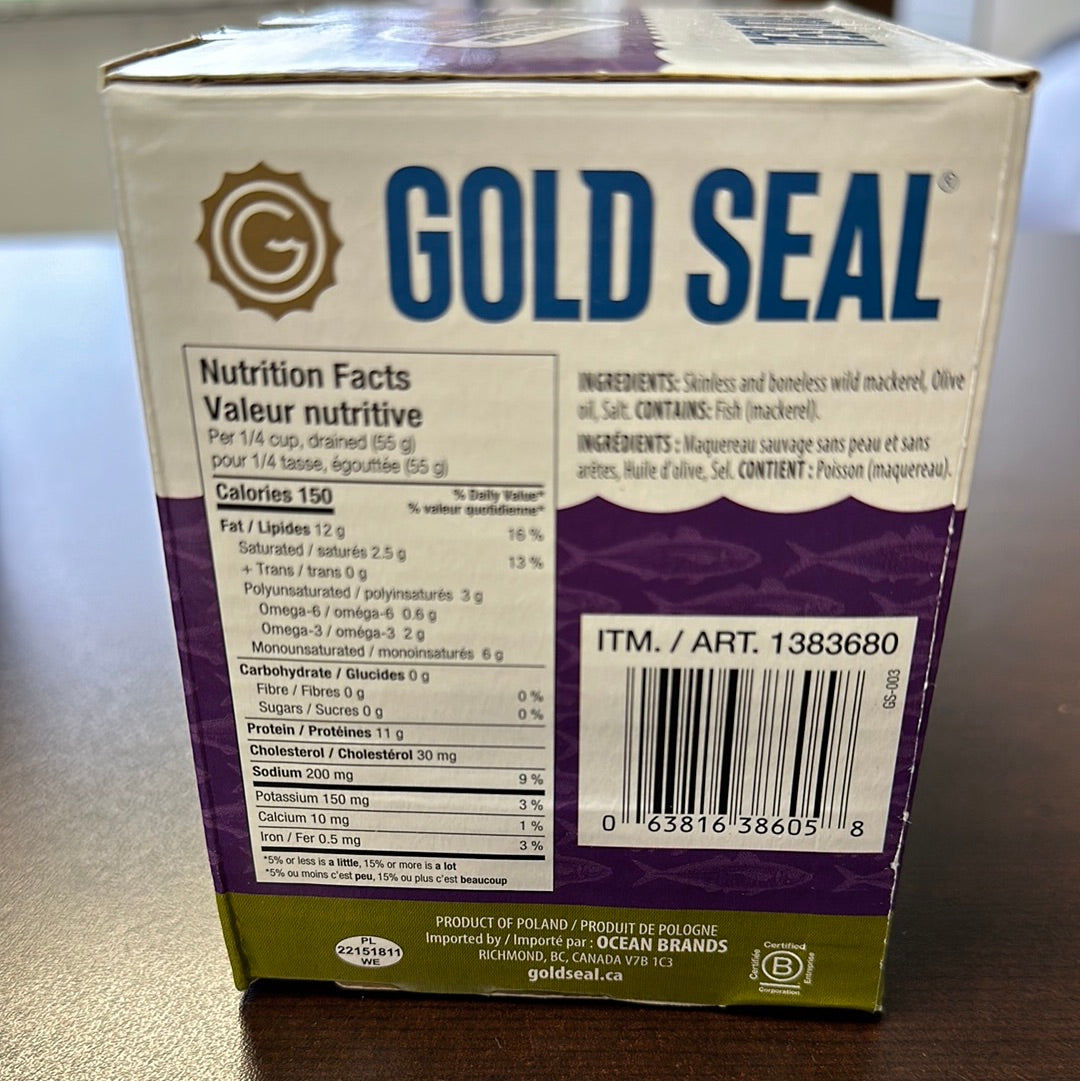 GOLD SEAL®
Nutrition Facts
Valeur nutritive
Per 1/4 cup, drained (55 g)
pour 1/4 tasse, égouttée (55 g)
Calories 150
% Daily Value*
% valeur quotidienne*
Fat / Lipides 12 g 16 %
Saturated / saturés 2.5 g
+ Trans / trans 0 g 13 %
Polyunsaturated / polyinsaturés 3 g
Omega-6 / oméga-6 0.6 g
Omega-3 / oméga-3 2 g
Monounsaturated / monoinsaturés 6 g
Carbohydrate / Glucides 0 g
Fibre / Fibres 0 g 0 %
Sugars / Sucres 0 g 0 %
Protein / Protéines 11 g
Cholesterol / Cholestérol 30 mg
Sodium 200 mg 9 %
Potassium 150 mg 3 %
Calcium 10 mg 1 %
Iron / Fer 0.5 mg 3 %
*5% or less is a little, 15% or more is a lot
*5% ou moins c'est peu, 15% ou plus c'est beaucoup
INGREDIENTS: Skinless and boneless wild mackerel, Olive
oil, Salt. CONTAINS: Fish (mackerel).
INGRÉDIENTS : Maquereau sauvage sans peau et sans
arêtes, Huile d'olive, Sel. CONTIENT : Poisson (maquereau).
ITM. / ART. 1383680
GS-003
0 63816 38605 8
PL
22151811
WE
PRODUCT OF POLAND / PRODUIT DE POLOGNE
Imported by / Importé par : OCEAN BRANDS
RICHMOND, BC, CANADA V7B 1C3
goldseal.ca
Certified
Certifiée
B
Entreprise
Corporation